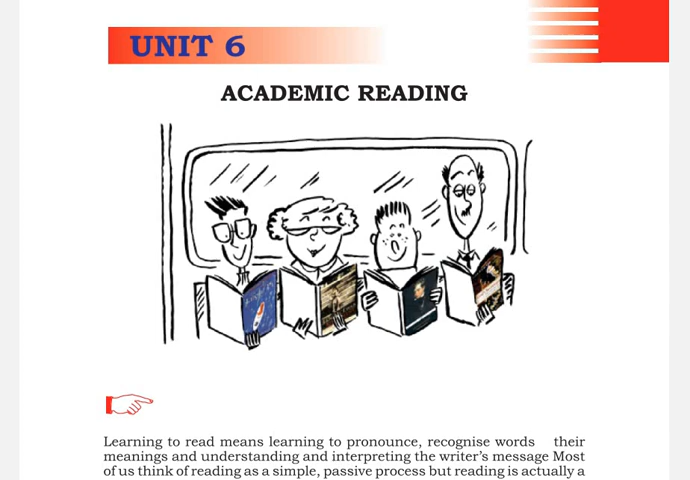 UNIT 6
ACADEMIC READING
Learning to read means learning to pronounce, recognise words their
meanings and understanding and interpreting the writer's message Most
of us think of reading as a simple, passive process but reading is actually a